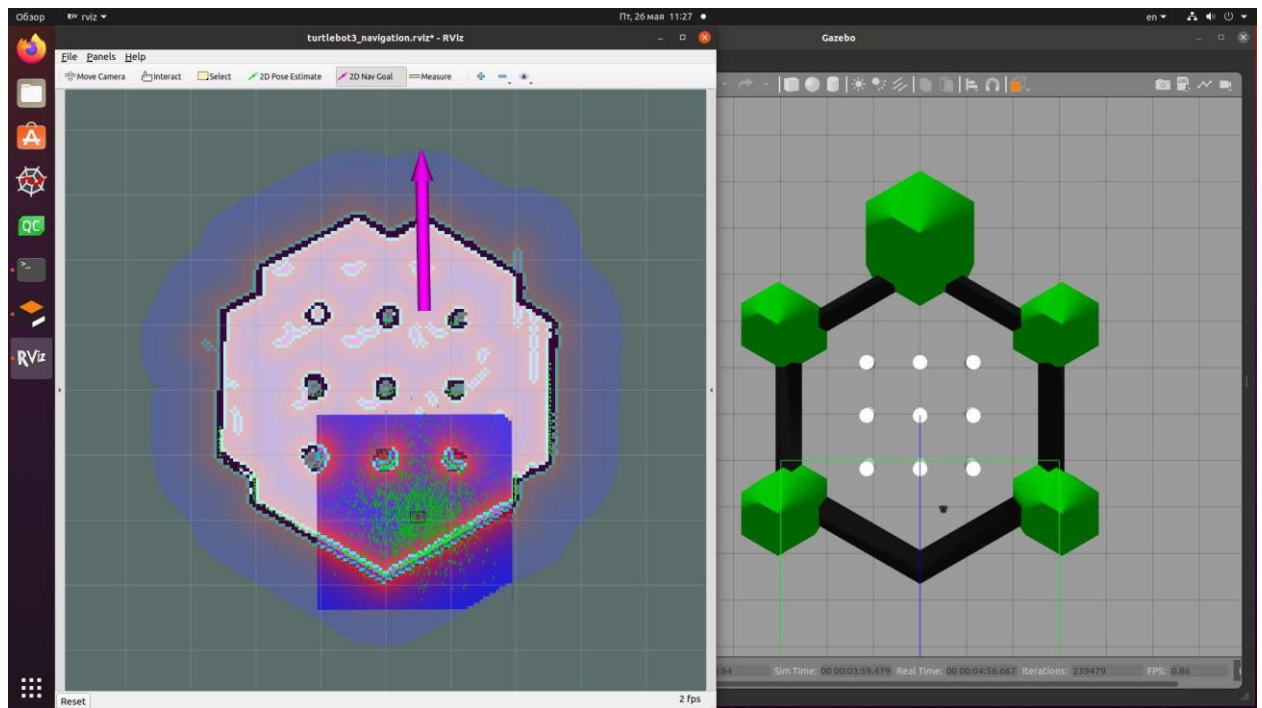 Обзор
rviz
Пт, 26 мая 11:27
en
turtlebot3_navigation.rviz* - RViz
Gazebo
File Panels Help
Move Camera Interact Select 2D Pose Estimate 2D Nav Goal Measure
QC
RViz
Sim Time: 00 00:03:59.479 Real Time: 00 00:04:56.667 Iterations: 239479 FPS: 0.86
Reset
2 fps